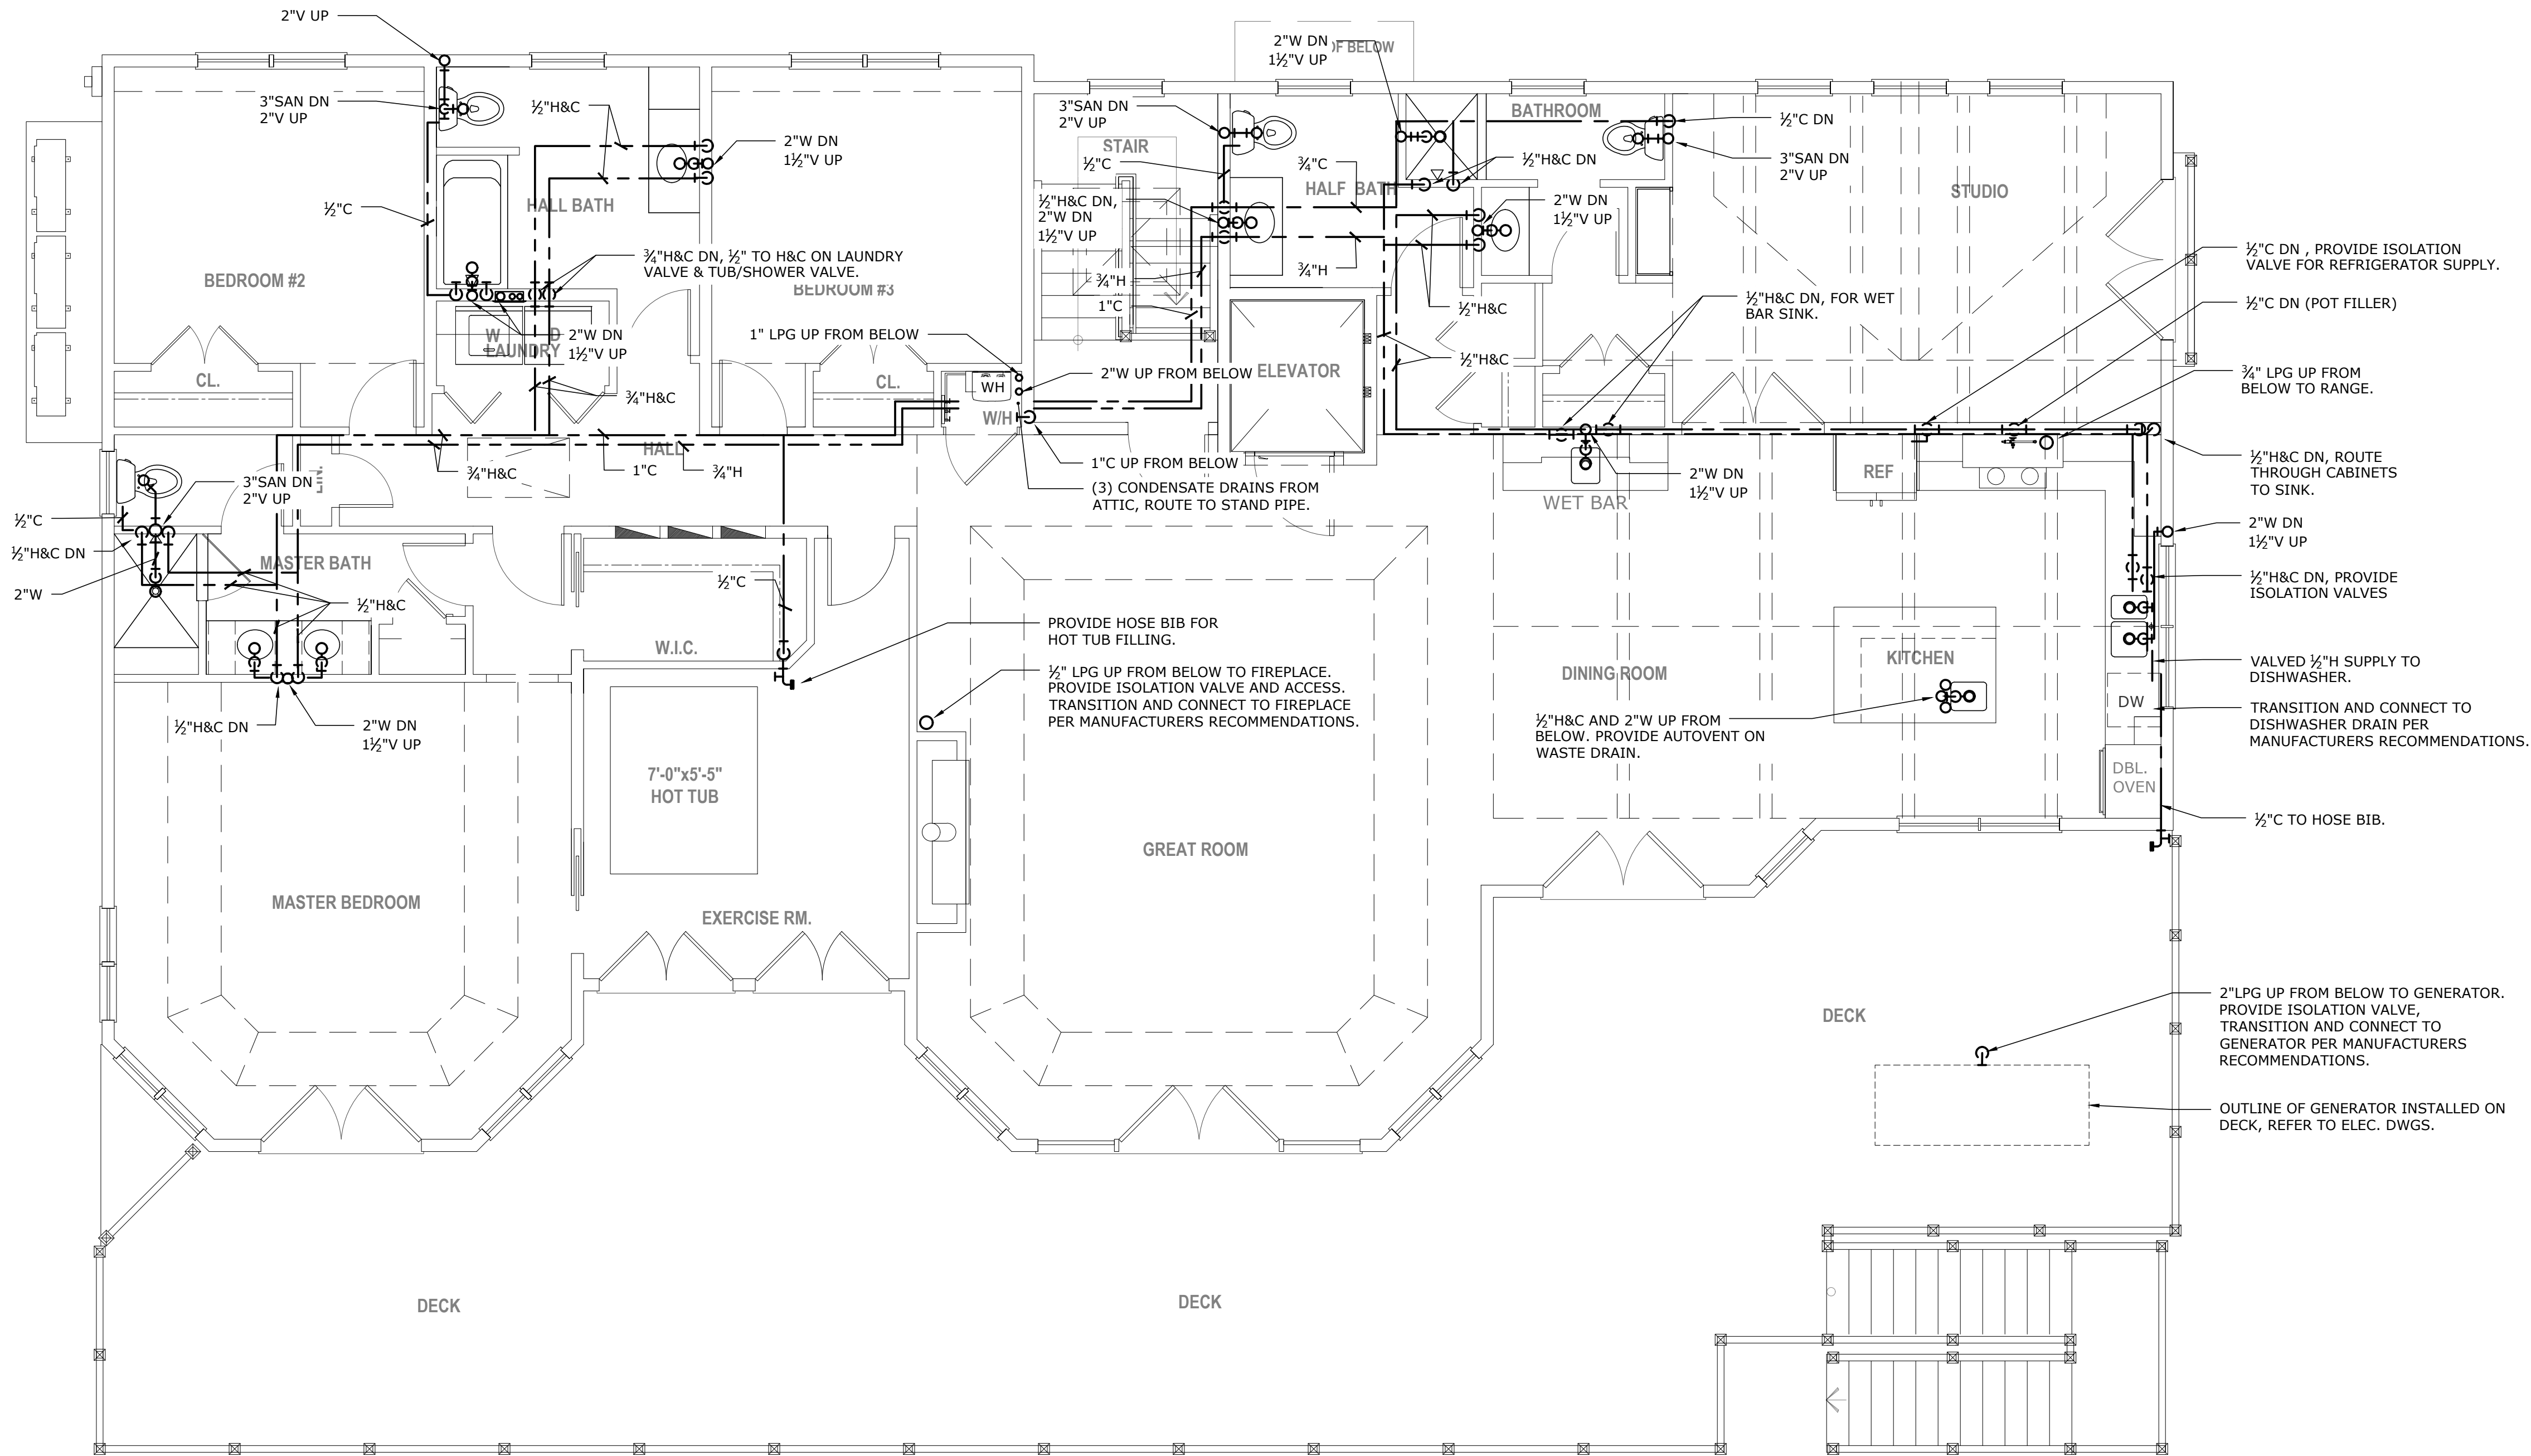 2"V UP
3"SAN DN
2"V UP
½"H&C
2"W DN
1½"V UP
½"C
HALL BATH
BEDROOM #2
¾"H&C DN, ½" TO H&C ON LAUNDRY
VALVE & TUB/SHOWER VALVE.
BEDROOM #3
W
D
LAUNDRY
2"W DN
1½"V UP
CL.
CL.
¾"H&C
1" LPG UP FROM BELOW
WH
W/H
2"W UP FROM BELOW
1"C UP FROM BELOW
(3) CONDENSATE DRAINS FROM
ATTIC, ROUTE TO STAND PIPE.
2"W DN
1½"V UP
OF BELOW
3"SAN DN
2"V UP
STAIR
½"C
½"H&C DN,
2"W DN
1½"V UP
¾"H
1"C
¾"C
HALF BATH
¾"H
ELEVATOR
BATHROOM
½"H&C DN
2"W DN
1½"V UP
½"H&C
½"H&C
½"C DN
3"SAN DN
2"V UP
STUDIO
½"H&C DN, FOR WET
BAR SINK.
½"C DN , PROVIDE ISOLATION
VALVE FOR REFRIGERATOR SUPPLY.
½"C DN (POT FILLER)
¾" LPG UP FROM
BELOW TO RANGE.
½"H&C DN, ROUTE
THROUGH CABINETS
TO SINK.
2"W DN
1½"V UP
½"H&C DN, PROVIDE
ISOLATION VALVES
VALVED ½"H SUPPLY TO
DISHWASHER.
TRANSITION AND CONNECT TO
DISHWASHER DRAIN PER
MANUFACTURERS RECOMMENDATIONS.
½"C TO HOSE BIB.
2"W DN
1½"V UP
WET BAR
REF
DINING ROOM
KITCHEN
DW
DBL.
OVEN
½"H&C AND 2"W UP FROM
BELOW. PROVIDE AUTOVENT ON
WASTE DRAIN.
HALL
¾"H&C
1"C
¾"H
LIN.
3"SAN DN
2"V UP
½"C
½"H&C DN
2"W
MASTER BATH
½"H&C
½"H&C DN
2"W DN
1½"V UP
½"C
W.I.C.
PROVIDE HOSE BIB FOR
HOT TUB FILLING.
½" LPG UP FROM BELOW TO FIREPLACE.
PROVIDE ISOLATION VALVE AND ACCESS.
TRANSITION AND CONNECT TO FIREPLACE
PER MANUFACTURERS RECOMMENDATIONS.
7'-0"x5'-5"
HOT TUB
GREAT ROOM
MASTER BEDROOM
EXERCISE RM.
DECK
2"LPG UP FROM BELOW TO GENERATOR.
PROVIDE ISOLATION VALVE,
TRANSITION AND CONNECT TO
GENERATOR PER MANUFACTURERS
RECOMMENDATIONS.
OUTLINE OF GENERATOR INSTALLED ON
DECK, REFER TO ELEC. DWGS.
DECK
DECK